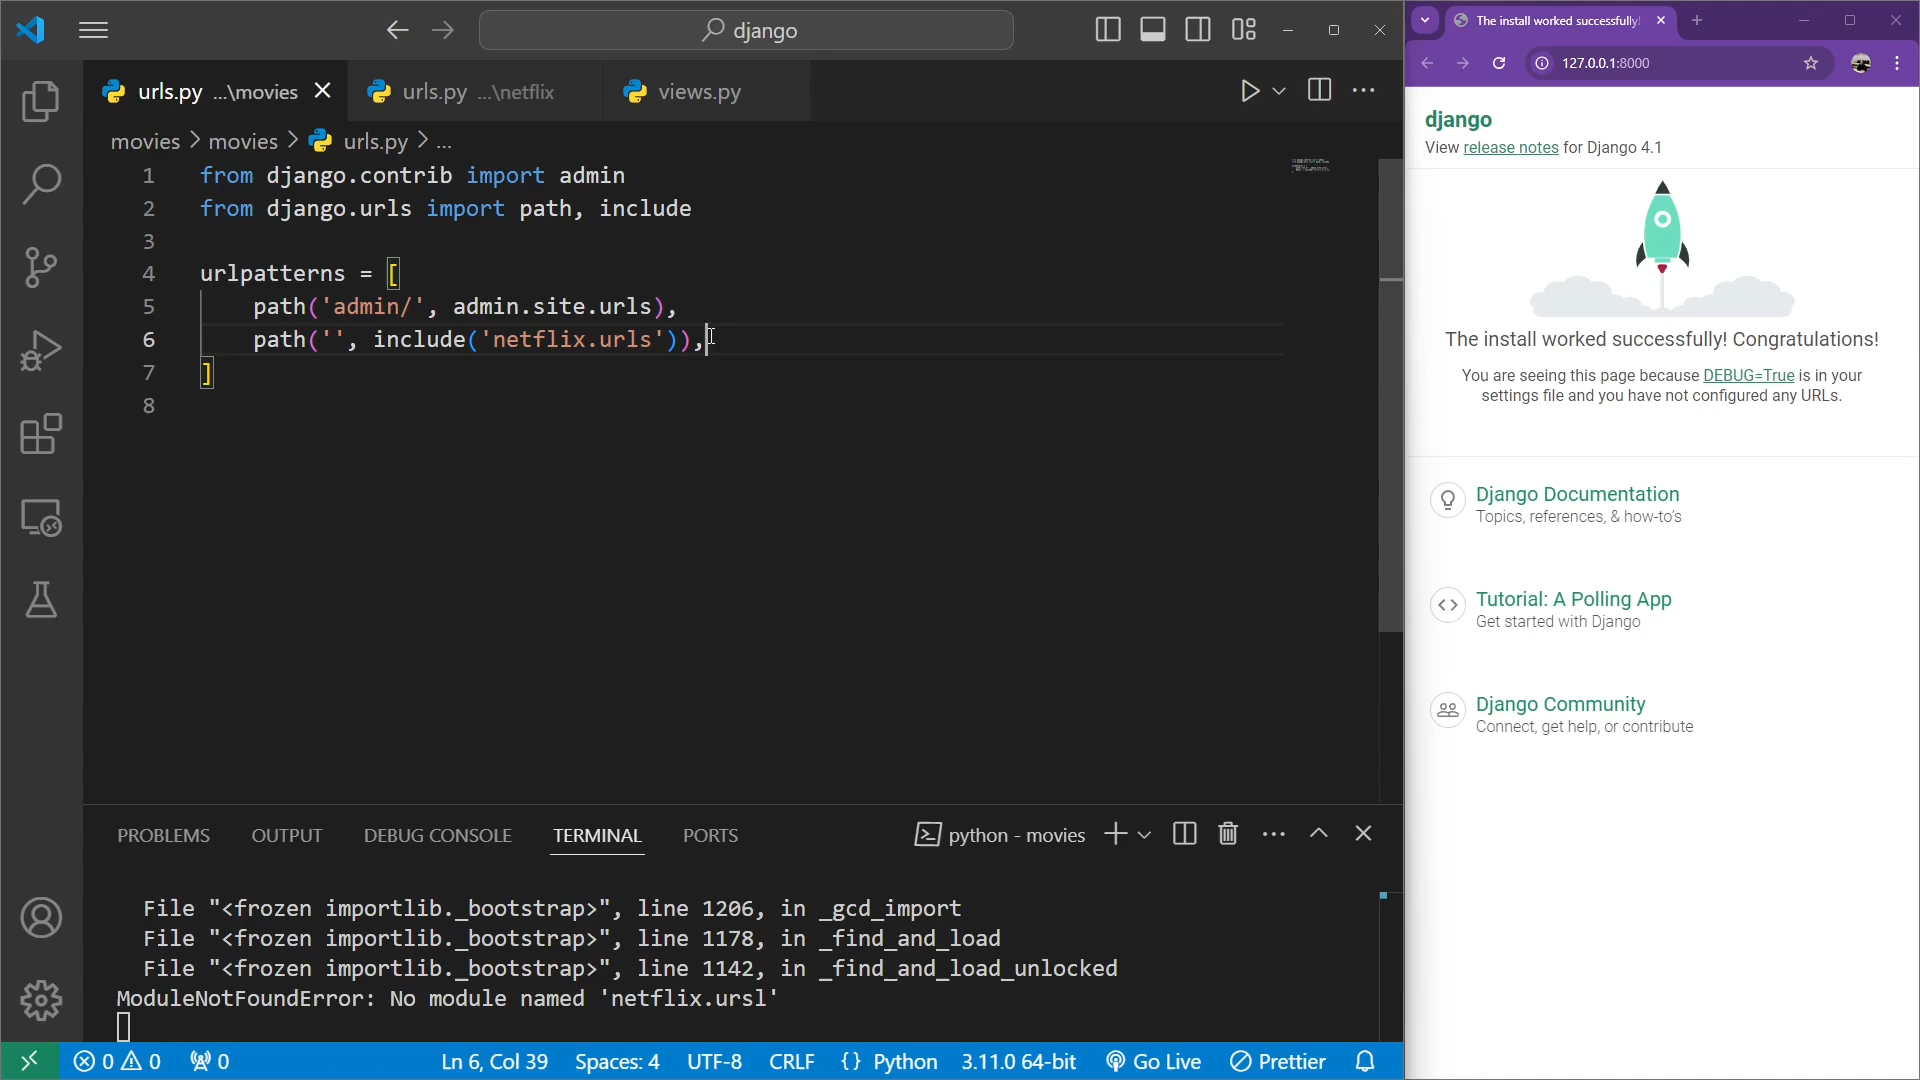 django
urls.py ...\movies
urls.py ...\netflix
views.py
movies > movies > urls.py > ...
1 from django.contrib import admin
2 from django.urls import path, include
3
4 urlpatterns = [
5 path('admin/', admin.site.urls),
6 path('', include('netflix.urls')),
7 ]
8
PROBLEMS OUTPUT DEBUG CONSOLE TERMINAL PORTS
python - movies
File "<frozen importlib._bootstrap>", line 1206, in _gcd_import
File "<frozen importlib._bootstrap>", line 1178, in _find_and_load
File "<frozen importlib._bootstrap>", line 1142, in _find_and_load_unlocked
ModuleNotFoundError: No module named 'netflix.ursl'
0 0 0 Ln 6, Col 39 Spaces: 4 UTF-8 CRLF {} Python 3.11.0 64-bit Go Live Prettier
The install worked successfully!
127.0.0.1:8000
django
View release notes for Django 4.1
The install worked successfully! Congratulations!
You are seeing this page because DEBUG=True is in your
settings file and you have not configured any URLs.
Django Documentation
Topics, references, & how-to's
Tutorial: A Polling App
Get started with Django
Django Community
Connect, get help, or contribute